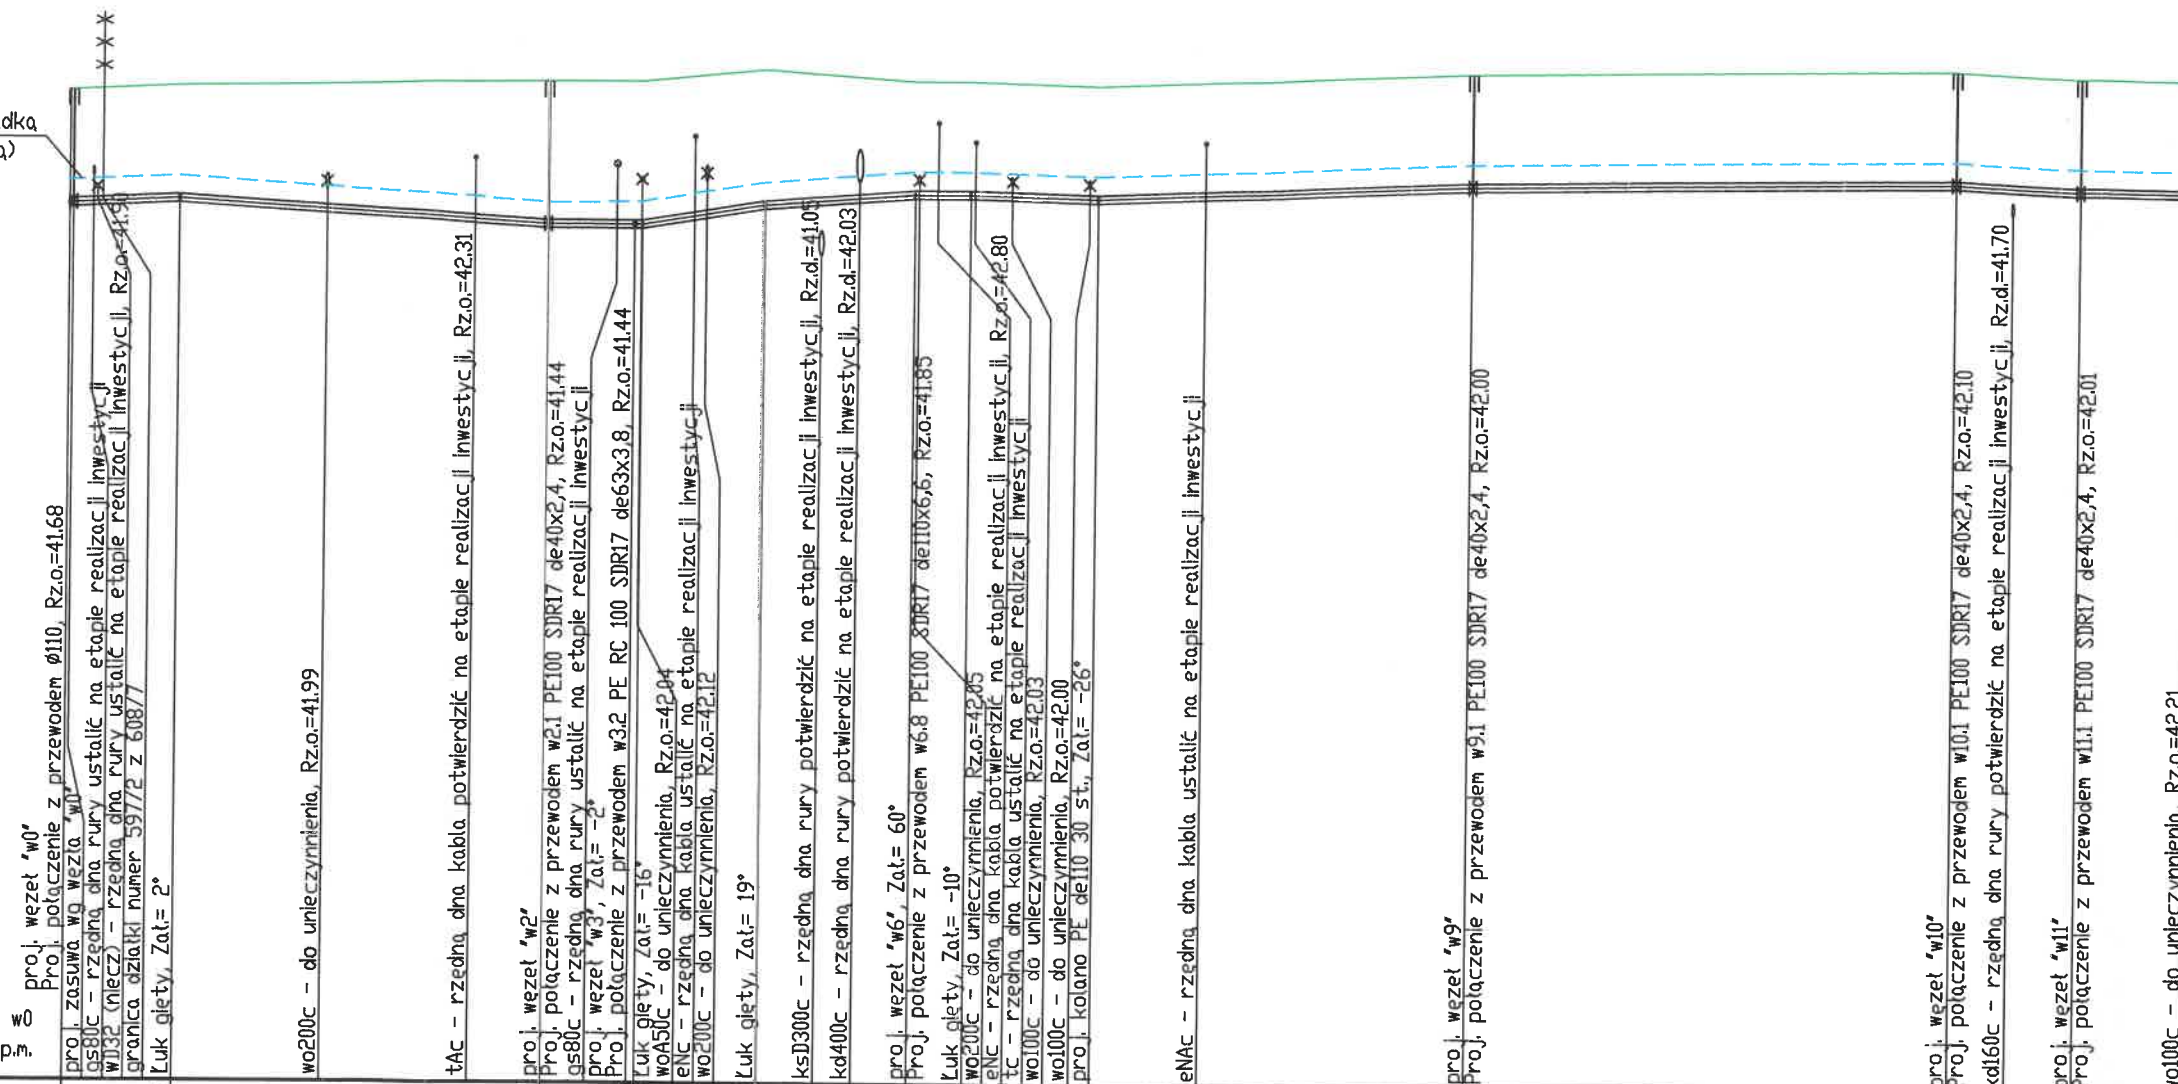 dką
ą)
w0
p.m.
proj. węzeł "w0"
Proj. połączenie z przewodem ø110, Rz.o.=41.68
proj. zasuwa wg węzła "w0"
gs80c - rzędną dna rury ustalić na etapie realizacji inwestycji
wD32 (niecz) - rzędną dna rury ustalić na etapie realizacji inwestycji, Rz.o.=41.90
granica działki numer 597/2 z 608/7
Łuk gięty, Zał.= 2°
wo200c - do unieczynnienia, Rz.o.=41.99
tAc - rzędną dna kabla potwierdzić na etapie realizacji inwestycji, Rz.o.=42.31
proj. węzeł "w2"
Proj. połączenie z przewodem w2.1 PE100 SDR17 de40x2,4, Rz.o.=41.44
gs80c - rzędną dna rury ustalić na etapie realizacji inwestycji
proj. węzeł "w3", Zał.= -2°
Proj. połączenie z przewodem w3.2 PE RC 100 SDR17 de63x3,8, Rz.o.=41.44
Łuk gięty, Zał.= -16°
woA50c - do unieczynnienia, Rz.o.=42.04
eNc - rzędną dna kabla ustalić na etapie realizacji inwestycji
wo200c - do unieczynnienia, Rz.o.=42.12
Łuk gięty, Zał.= 19°
ksD300c - rzędną dna rury potwierdzić na etapie realizacji inwestycji, Rz.d.=41.05
kd400c - rzędną dna rury potwierdzić na etapie realizacji inwestycji, Rz.d.=42.03
proj. węzeł "w6", Zał.= 60°
Proj. połączenie z przewodem w6.8 PE100 SDR17 de110x6,6, Rz.o.=41.85
Łuk gięty, Zał.= -10°
wo200c - do unieczynnienia, Rz.o.=42.05
eNc - rzędną dna kabla potwierdzić na etapie realizacji inwestycji, Rz.o.=42.80
tc - rzędną dna kabla ustalić na etapie realizacji inwestycji
wo100c - do unieczynnienia, Rz.o.=42.03
wo100c - do unieczynnienia, Rz.o.=42.00
proj. kolano PE de110 30 st., Zał.= -26°
eNAc - rzędną dna kabla ustalić na etapie realizacji inwestycji
proj. węzeł "w9"
Proj. połączenie z przewodem w9.1 PE100 SDR17 de40x2,4, Rz.o.=42.00
proj. węzeł "w10"
Proj. połączenie z przewodem w10.1 PE100 SDR17 de40x2,4, Rz.o.=42.10
kd160c - rzędną dna rury potwierdzić na etapie realizacji inwestycji, Rz.d.=41.70
proj. węzeł "w11"
Proj. połączenie z przewodem w11.1 PE100 SDR17 de40x2,4, Rz.o.=42.01
wo100c - do unieczynnienia, Rz.o.=42.21